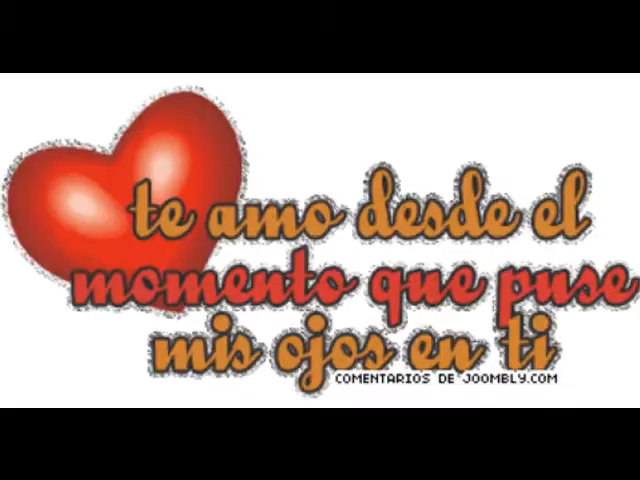 te amo desde el
momento que puse
mis ojos en ti
COMENTARIOS DE JOOMBLY.COM